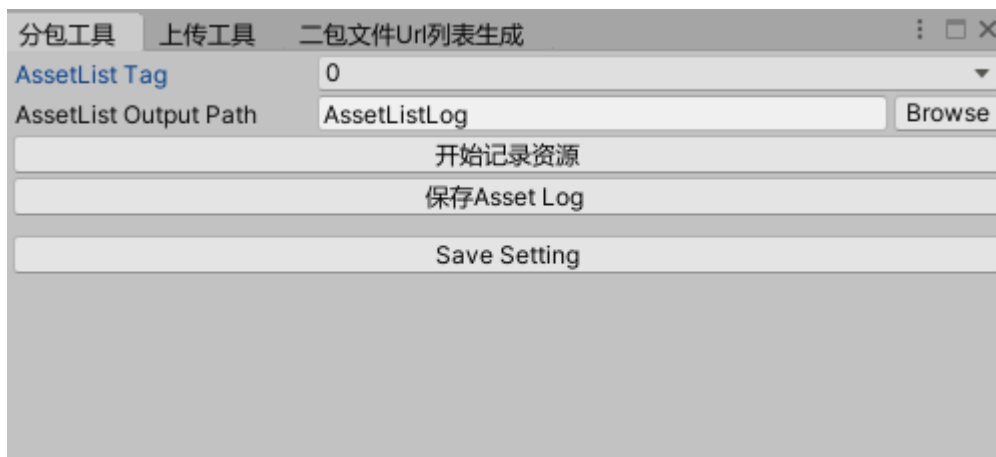 分包工具 上传工具 二包文件Url列表生成
AssetList Tag 0
AssetList Output Path AssetListLog Browse
开始记录资源
保存Asset Log
Save Setting